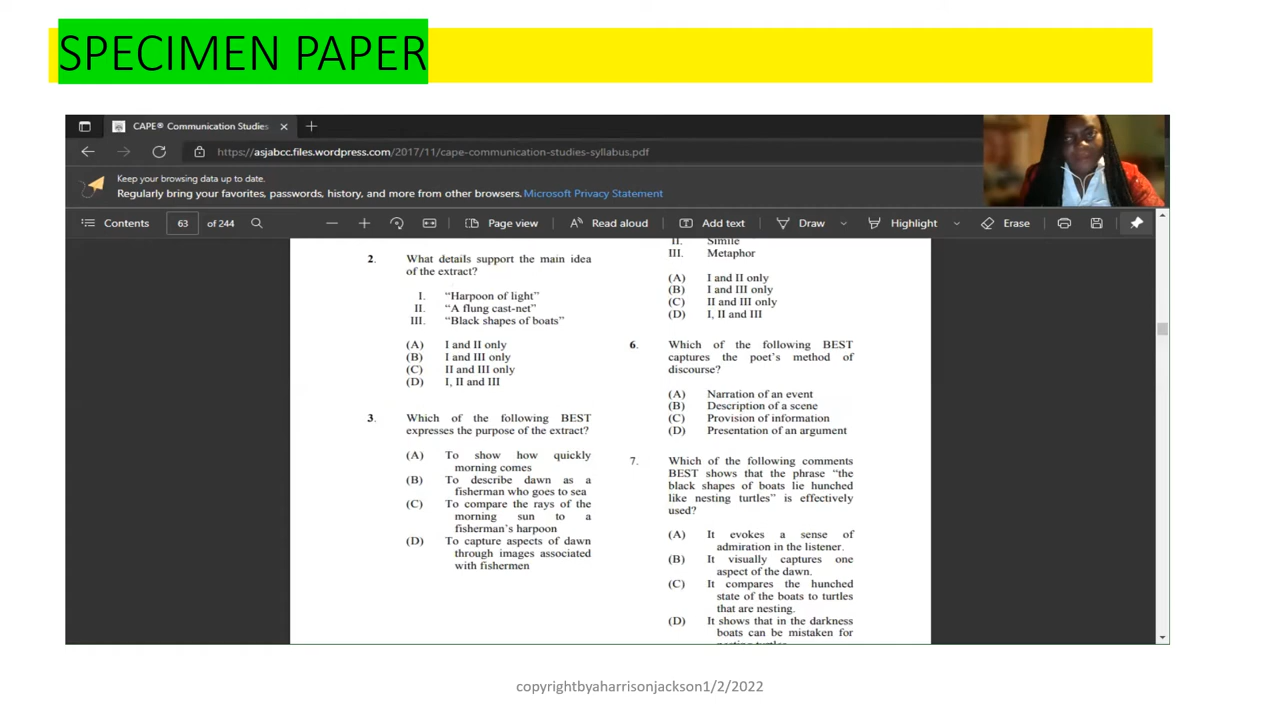 SPECIMEN PAPER
CAPE® Communication Studies
https://asjabcc.files.wordpress.com/2017/11/cape-communication-studies-syllabus.pdf
Keep your browsing data up to date.
Regularly bring your favorites, passwords, history, and more from other browsers. Microsoft Privacy Statement
Contents 63 of 244 Page view Read aloud Add text Draw Highlight Erase
2. What details support the main idea
of the extract?
I. “Harpoon of light”
II. “A flung cast-net”
III. “Black shapes of boats”
(A) I and II only
(B) I and III only
(C) II and III only
(D) I, II and III
3. Which of the following BEST
expresses the purpose of the extract?
(A) To show how quickly
morning comes
(B) To describe dawn as a
fisherman who goes to sea
(C) To compare the rays of the
morning sun to a
fisherman’s harpoon
(D) To capture aspects of dawn
through images associated
with fishermen
II. Simile
III. Metaphor
(A) I and II only
(B) I and III only
(C) II and III only
(D) I, II and III
6. Which of the following BEST
captures the poet’s method of
discourse?
(A) Narration of an event
(B) Description of a scene
(C) Provision of information
(D) Presentation of an argument
7. Which of the following comments
BEST shows that the phrase “the
black shapes of boats lie hunched
like nesting turtles” is effectively
used?
(A) It evokes a sense of
admiration in the listener.
(B) It visually captures one
aspect of the dawn.
(C) It compares the hunched
state of the boats to turtles
that are nesting.
(D) It shows that in the darkness
boats can be mistaken for
copyrightbyaharrisonjackson1/2/2022